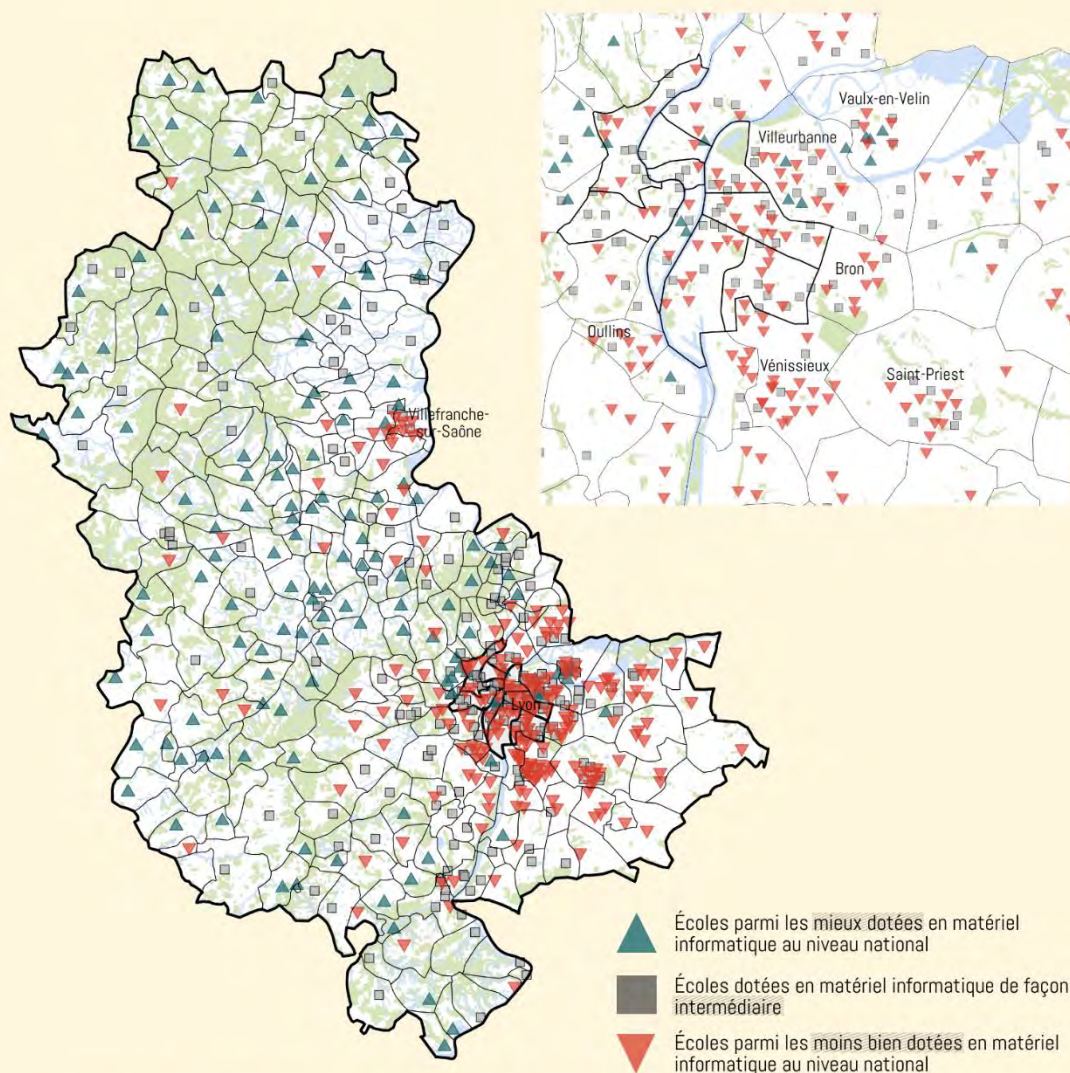 Vaulx-en-Velin
Villeurbanne
Bron
Oullins
Vénissieux
Saint-Priest
Villefranche-
sur-Saône
Lyon
Écoles parmi les mieux dotées en matériel
informatique au niveau national
Écoles dotées en matériel informatique de façon
intermédiaire
Écoles parmi les moins bien dotées en matériel
informatique au niveau national